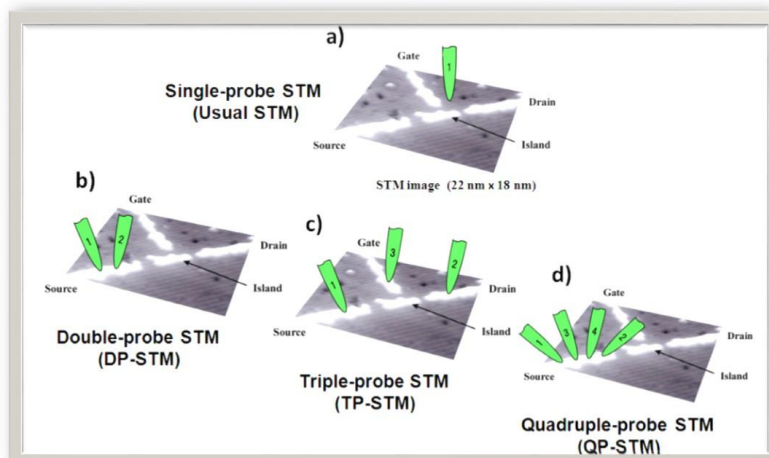 a)
Gate
1
Single-probe STM
(Usual STM)
Drain
Source
Island
STM image (22 nm x 18 nm)
b)
Gate
1
2
Drain
Source
Island
Double-probe STM
(DP-STM)
c)
Gate
3
1
2
Drain
Source
Island
Triple-probe STM
(TP-STM)
d)
Gate
1
3
4
2
Drain
Source
Island
Quadruple-probe STM
(QP-STM)